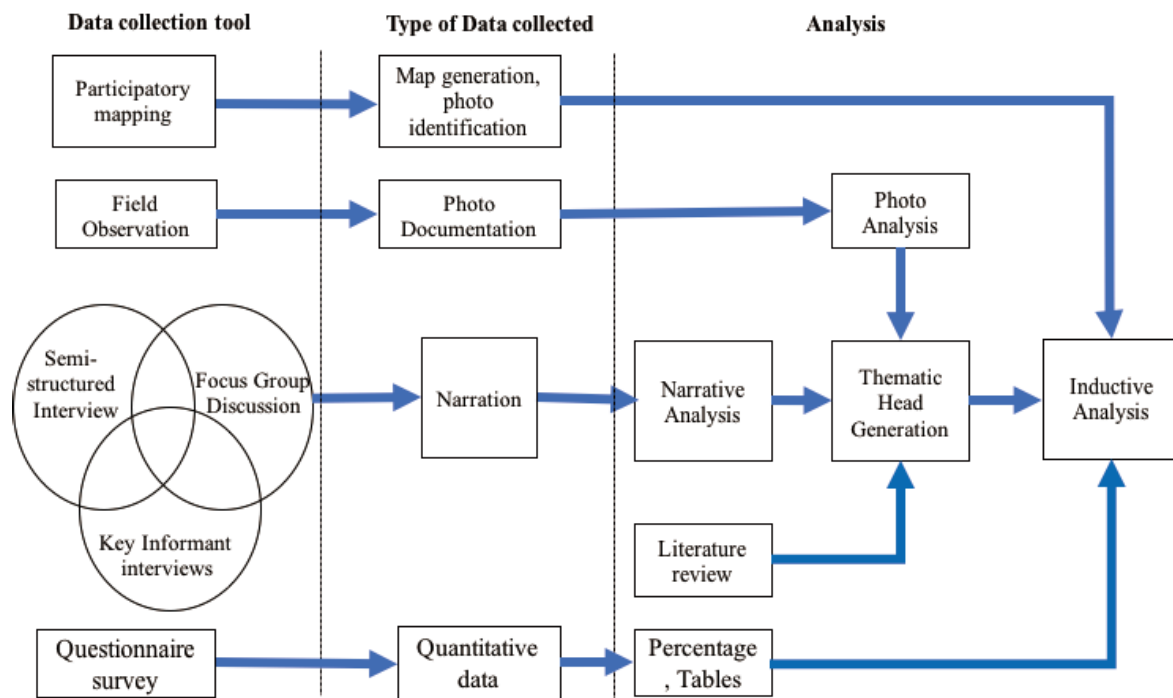 Data collection tool
Type of Data collected
Analysis
Participatory
mapping
Map generation,
photo
identification
Field
Observation
Photo
Documentation
Photo
Analysis
Semi-
structured
Interview
Focus Group
Discussion
Key Informant
interviews
Narration
Narrative
Analysis
Thematic
Head
Generation
Inductive
Analysis
Literature
review
Questionnaire
survey
Quantitative
data
Percentage
, Tables